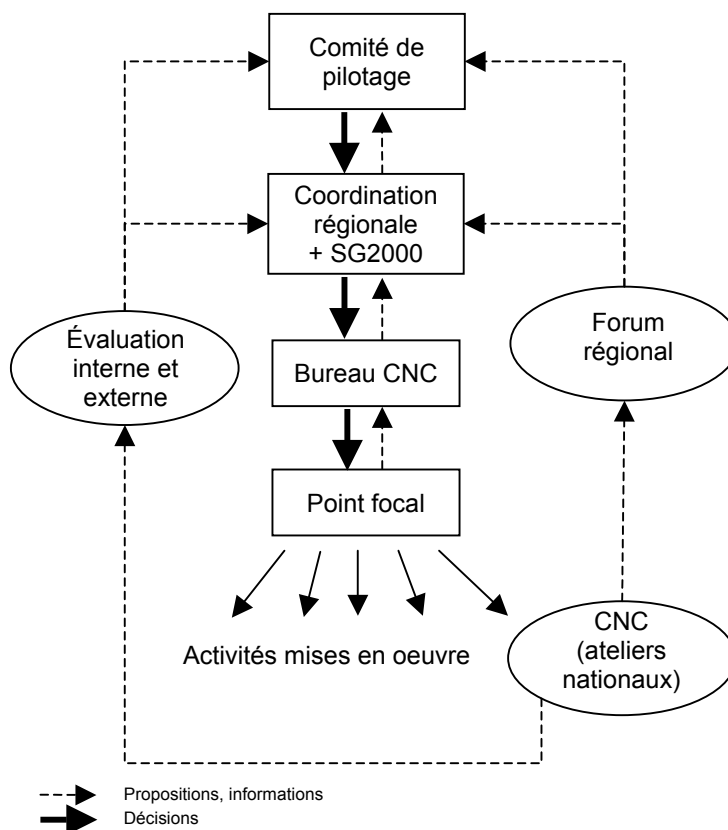 Comité de
pilotage
Coordination
régionale
+ SG2000
Évaluation
interne et
externe
Forum
régional
Bureau CNC
Point focal
CNC
(ateliers
nationaux)
Activités mises en oeuvre
Propositions, informations
Décisions